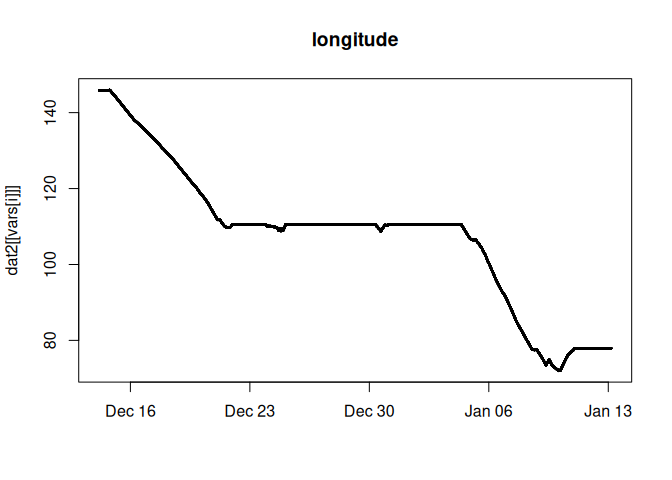 longitude
dat2[[vars[i]]]
140
120
100
80
Dec 16
Dec 23
Dec 30
Jan 06
Jan 13